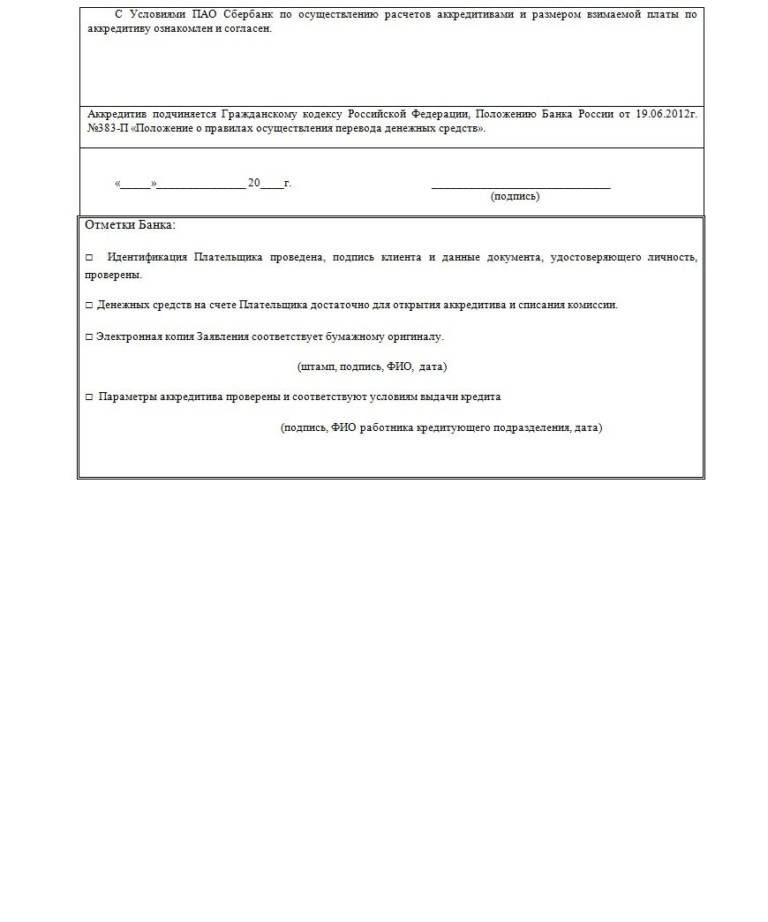 С Условиями ПАО Сбербанк по осуществлению расчетов аккредитивами и размером взимаемой платы по
аккредитиву ознакомлен и согласен.
Аккредитив подчиняется Гражданскому кодексу Российской Федерации, Положению Банка России от 19.06.2012г.
№383-П «Положение о правилах осуществления перевода денежных средств».
«_____»_______________ 20____г. ______________________________
(подпись)
Отметки Банка:
□ Идентификация Плательщика проведена, подпись клиента и данные документа, удостоверяющего личность,
проверены.
□ Денежных средств на счете Плательщика достаточно для открытия аккредитива и списания комиссии.
□ Электронная копия Заявления соответствует бумажному оригиналу.
(штамп, подпись, ФИО, дата)
□ Параметры аккредитива проверены и соответствуют условиям выдачи кредита
(подпись, ФИО работника кредитующего подразделения, дата)